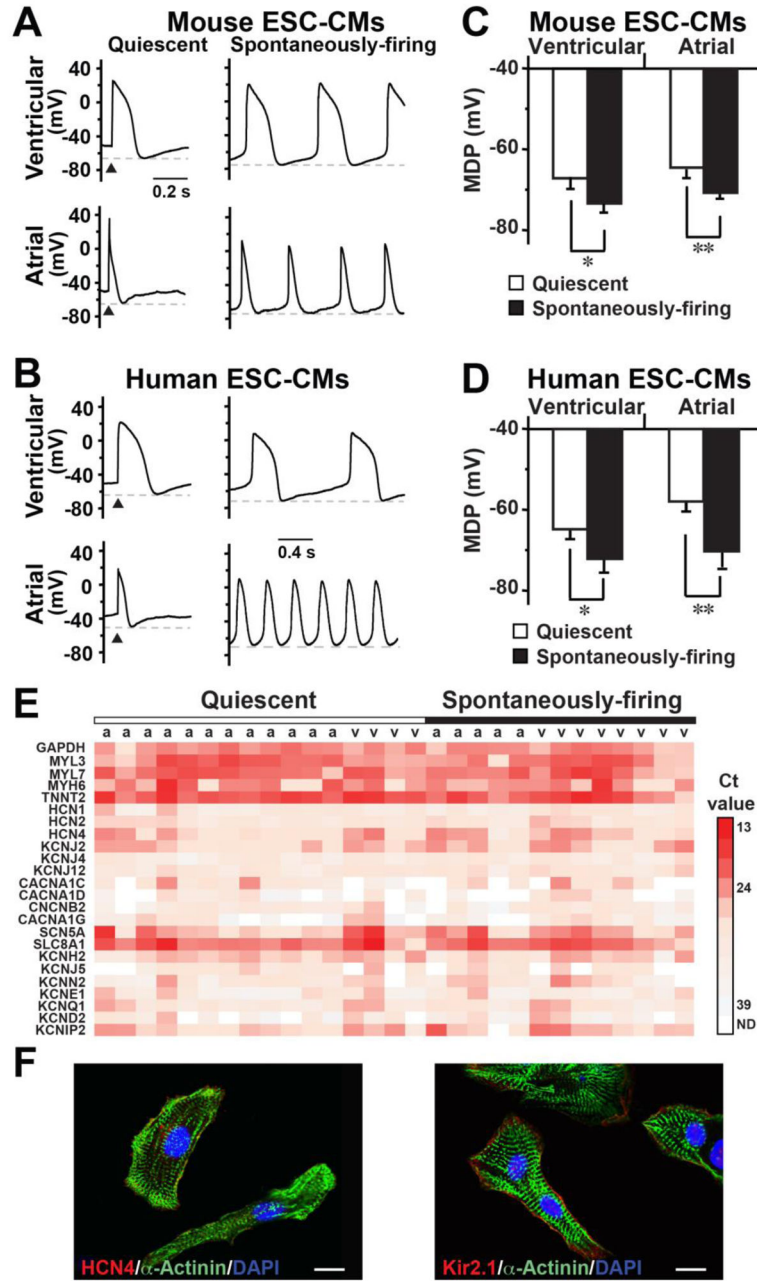 A
Mouse ESC-CMs
Quiescent
Spontaneously-firing
Ventricular
(mV)
40
0
-40
-80
0.2 s
Atrial
(mV)
40
0
-40
-80
B
Human ESC-CMs
Ventricular
(mV)
40
0
-40
-80
0.4 s
Atrial
(mV)
40
0
-40
-80
C
Mouse ESC-CMs
Ventricular
Atrial
MDP (mV)
-40
-60
-80
*
**
Quiescent
Spontaneously-firing
D
Human ESC-CMs
Ventricular
Atrial
MDP (mV)
-40
-60
-80
*
**
Quiescent
Spontaneously-firing
E
Quiescent
Spontaneously-firing
a a a a a a a a a a a a v v v v a a a a a v v v v v v v v
GAPDH
MYL3
MYL7
MYH6
TNNT2
HCN1
HCN2
HCN4
KCNJ2
KCNJ4
KCNJ12
CACNA1C
CACNA1D
CNCNB2
CACNA1G
SCN5A
SLC8A1
KCNH2
KCNJ5
KCNN2
KCNE1
KCNQ1
KCND2
KCNIP2
Ct
value
13
24
39
ND
F
HCN4/α-Actinin/DAPI
Kir2.1/α-Actinin/DAPI